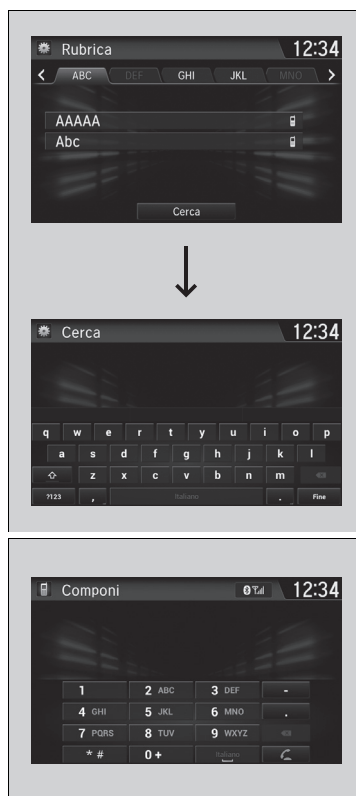 Rubrica 12:34
< ABC DEF GHI JKL MNO >
AAAAA
Abc
Cerca
Cerca 12:34
q w e r t y u i o p
a s d f g h j k l
z x c v b n m
?123 , Italiano . Fine
Componi 12:34
1 2 ABC 3 DEF -
4 GHI 5 JKL 6 MNO .
7 PQRS 8 TUV 9 WXYZ
* # 0 + Italiano